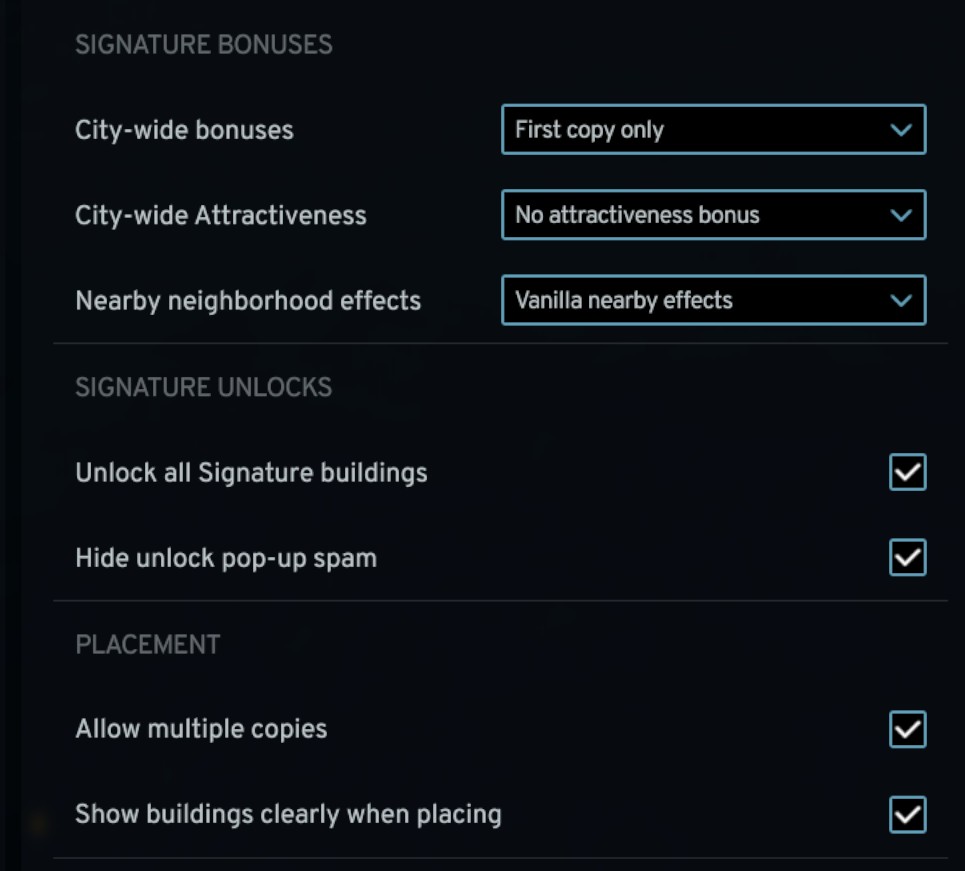 SIGNATURE BONUSES
City-wide bonuses
First copy only
City-wide Attractiveness
No attractiveness bonus
Nearby neighborhood effects
Vanilla nearby effects
SIGNATURE UNLOCKS
Unlock all Signature buildings
Hide unlock pop-up spam
PLACEMENT
Allow multiple copies
Show buildings clearly when placing